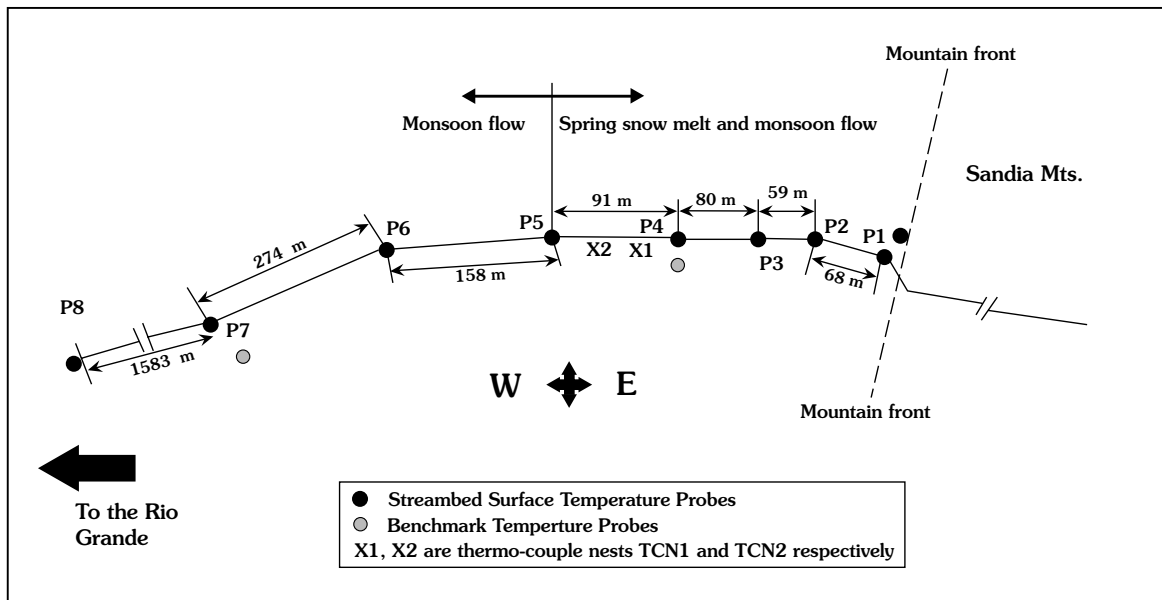 Mountain front
Monsoon flow
Spring snow melt and monsoon flow
Sandia Mts.
91 m
80 m
59 m
P6
P5
P4
P2
P1
X2
X1
P3
274 m
158 m
68 m
P8
P7
1583 m
W
E
Mountain front
To the Rio
Grande
Streambed Surface Temperature Probes
Benchmark Temperture Probes
X1, X2 are thermo-couple nests TCN1 and TCN2 respectively